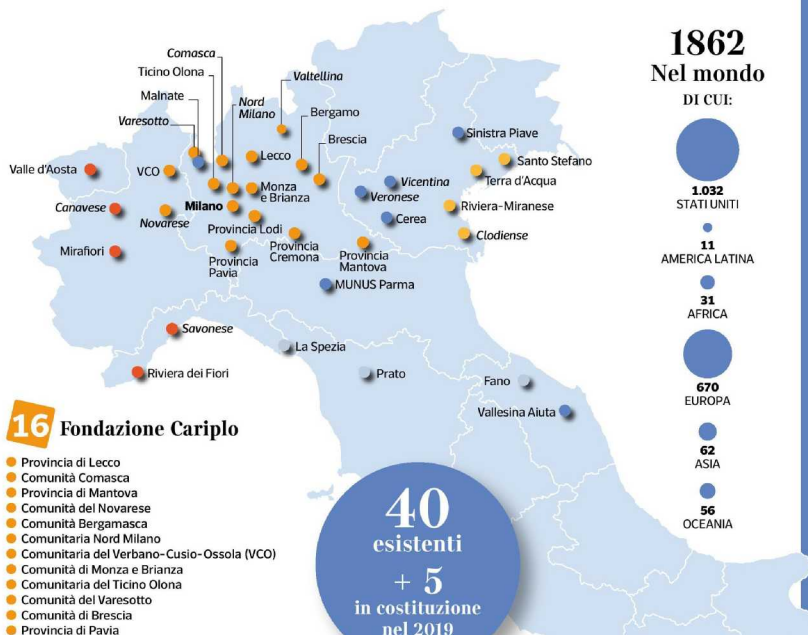 Comasca
Ticino Olona
Malnate
Varesotto
Valtellina
Nord
Milano
Bergamo
Brescia
Sinistra Piave
Santo Stefano
Terra d'Acqua
Valle d'Aosta
VCO
Lecco
Monza
e Brianza
Vicentina
Veronese
Canavese
Novarese
Milano
Riviera-Miranese
Cerea
Provincia Lodi
Clodiense
Mirafiori
Provincia
Pavia
Provincia
Cremona
Provincia
Mantova
MUNUS Parma
Savonese
La Spezia
Riviera dei Fiori
Prato
Fano
Vallesina Aiuta
1862
Nel mondo
DI CUI:
1.032
STATI UNITI
11
AMERICA LATINA
31
AFRICA
670
EUROPA
62
ASIA
56
OCEANIA
16 Fondazione Cariplo
Provincia di Lecco
Comunità Comasca
Provincia di Mantova
Comunità del Novarese
Comunità Bergamasca
Comunitaria Nord Milano
Comunitaria del Verbano-Cusio-Ossola (VCO)
Comunità di Monza e Brianza
Comunitaria del Ticino Olona
Comunità del Varesotto
Comunità di Brescia
Provincia di Pavia
40
esistenti
+ 5
in costituzione
nel 2019